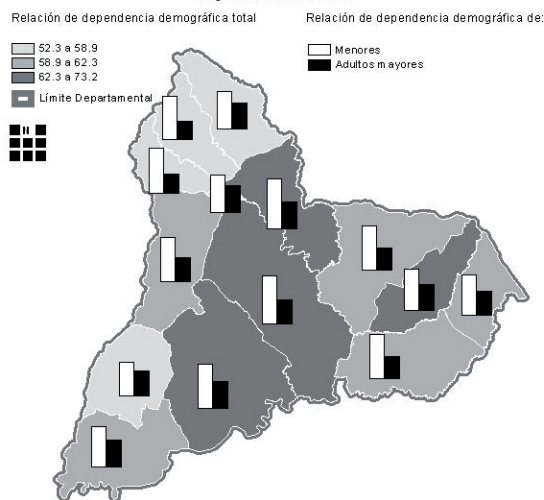 Relación de dependencia demográfica total
52.3 a 58.9
58.9 a 62.3
62.3 a 73.2
Límite Departamental
Relación de dependencia demográfica de:
Menores
Adultos mayores